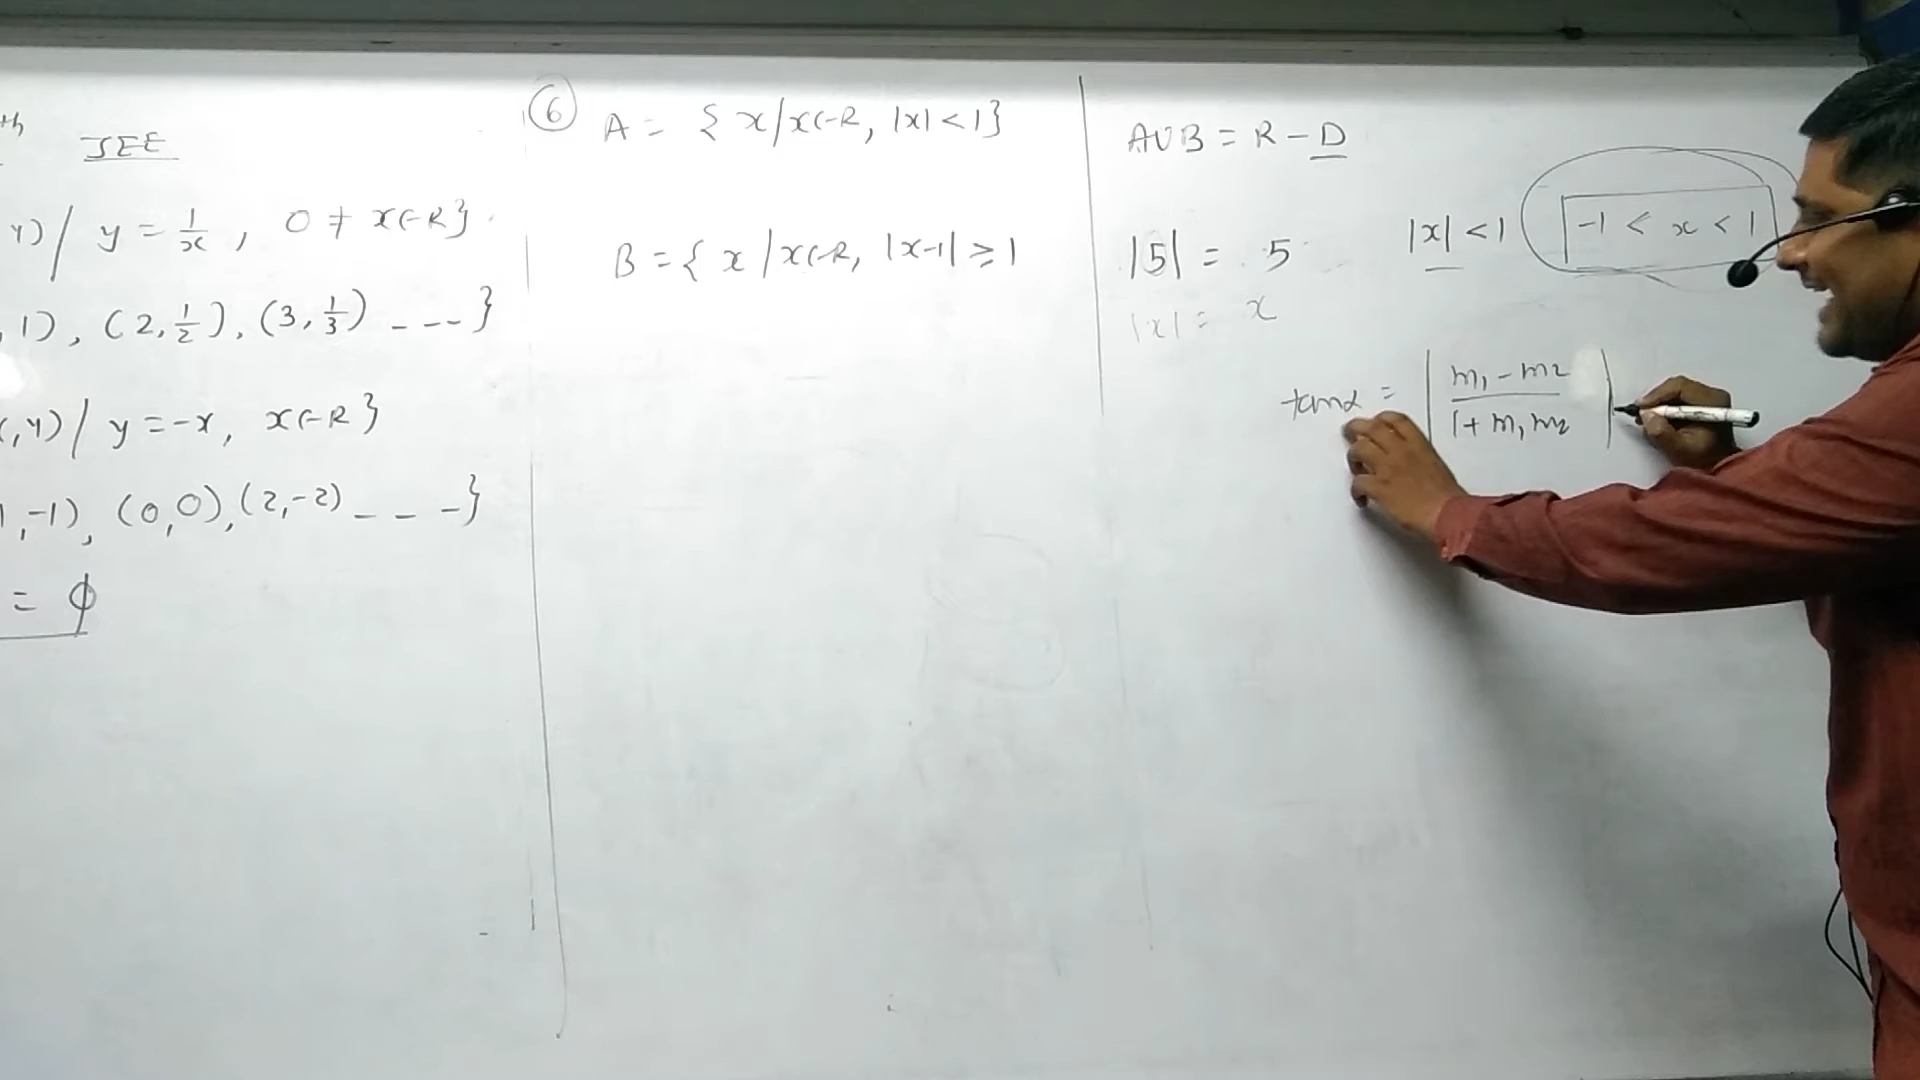 th
JEE
y) / y = 1/x , 0 ≠ x∈R}
, 1), (2, 1/2), (3, 1/3) - - - }
(x,y) / y = -x, x∈R}
1,-1), (0,0), (2,-2) - - - }
= ϕ
⑥ A = { x / x∈R, |x| < 1}
B = { x / x∈R, |x-1| ≥ 1
A∪B = R - D
|5| = 5
|x| = x
|x| < 1
-1 < x < 1
tanα = | m₁ - m₂ / 1 + m₁m₂ |